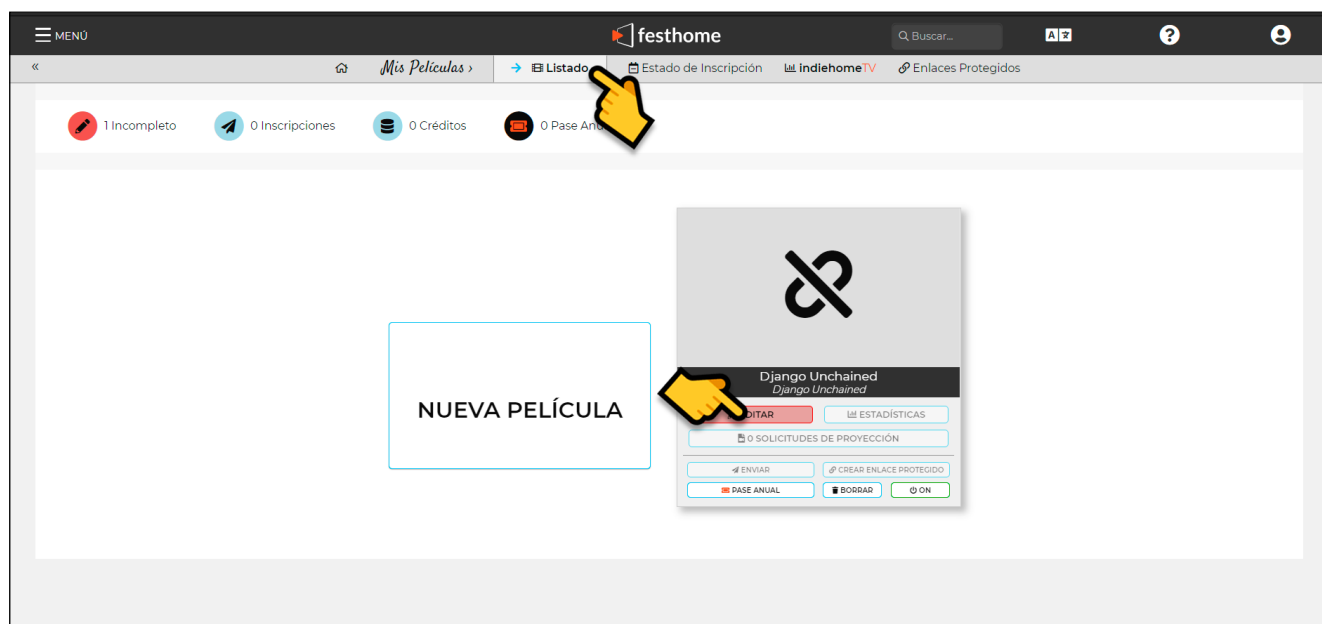 MENÚ
festhome
Buscar...
«
Mis Películas ›
→ Listado
Estado de Inscripción
indiehomeTV
Enlaces Protegidos
1 Incompleto
0 Inscripciones
0 Créditos
0 Pase
NUEVA PELÍCULA
Django Unchained
Django Unchained
ESTADÍSTICAS
0 SOLICITUDES DE PROYECCIÓN
ENVIAR
CREAR ENLACE PROTEGIDO
PASE ANUAL
BORRAR
ON